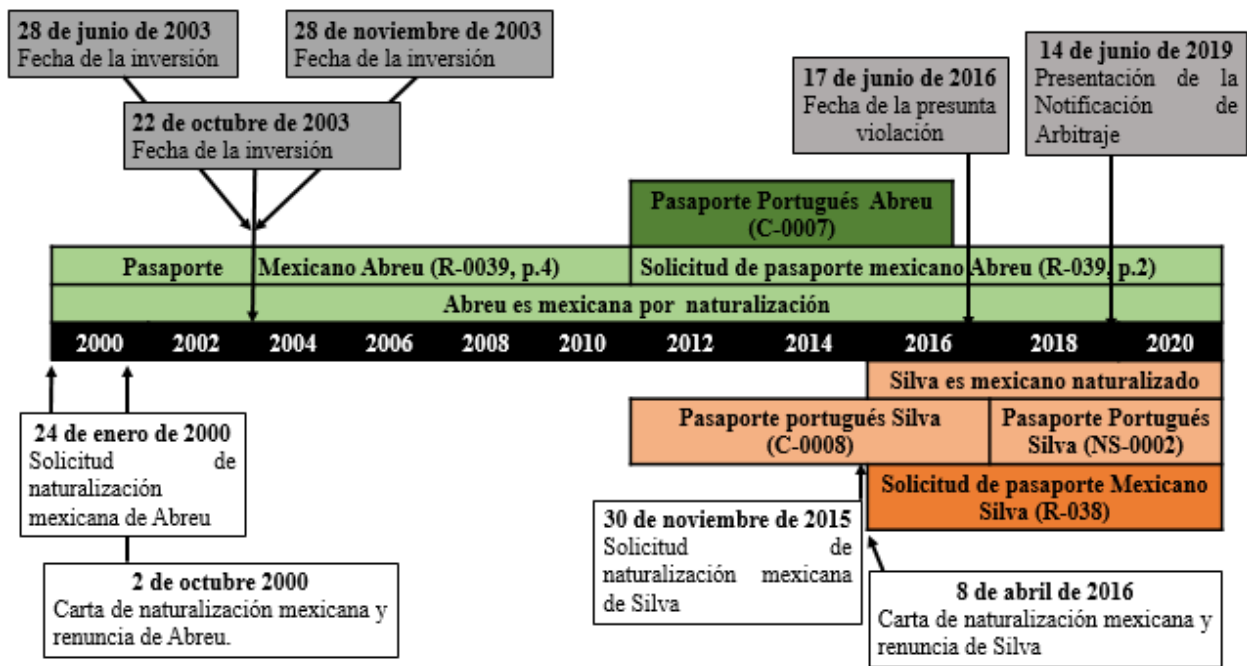 28 de junio de 2003
Fecha de la inversión
28 de noviembre de 2003
Fecha de la inversión
22 de octubre de 2003
Fecha de la inversión
17 de junio de 2016
Fecha de la presunta
violación
14 de junio de 2019
Presentación de la
Notificación de
Arbitraje
Pasaporte Portugués Abreu
(C-0007)
Pasaporte Mexicano Abreu (R-0039, p.4)
Solicitud de pasaporte mexicano Abreu (R-039, p.2)
Abreu es mexicana por naturalización
2000 2002 2004 2006 2008 2010 2012 2014 2016 2018 2020
Silva es mexicano naturalizado
Pasaporte portugués Silva
(C-0008)
Pasaporte Portugués
Silva (NS-0002)
Solicitud de pasaporte Mexicano
Silva (R-038)
24 de enero de 2000
Solicitud de
naturalización
mexicana de Abreu
2 de octubre 2000
Carta de naturalización mexicana y
renuncia de Abreu.
30 de noviembre de 2015
Solicitud de
naturalización mexicana
de Silva
8 de abril de 2016
Carta de naturalización mexicana y
renuncia de Silva